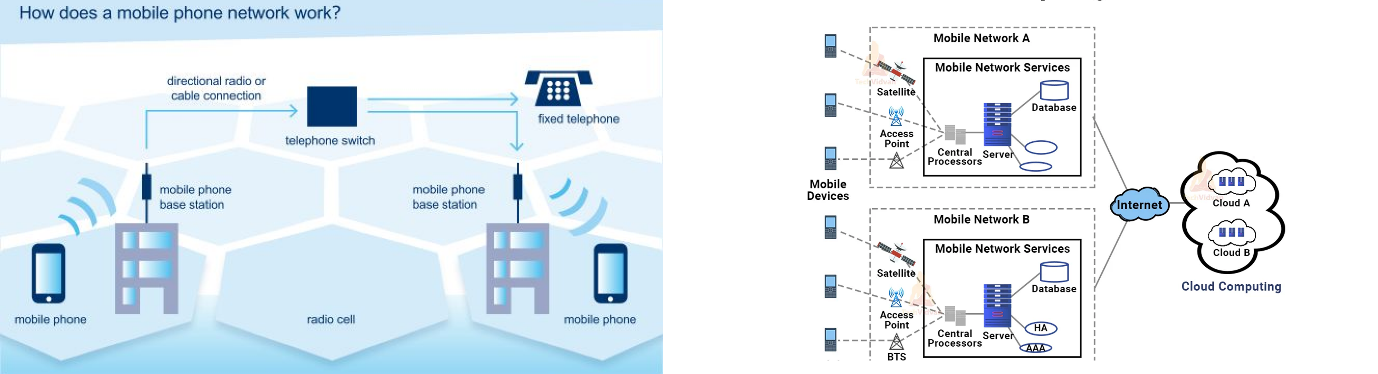 How does a mobile phone network work?
directional radio or
cable connection
telephone switch
fixed telephone
mobile phone
base station
mobile phone
base station
mobile phone
radio cell
mobile phone
Mobile Network A
Mobile Network Services
Satellite
Database
Access
Point
Central
Processors
Server
Mobile
Devices
Internet
Cloud A
Cloud B
Cloud Computing
Mobile Network B
Mobile Network Services
Satellite
Database
Access
Point
Central
Processors
Server
HA
AAA
BTS